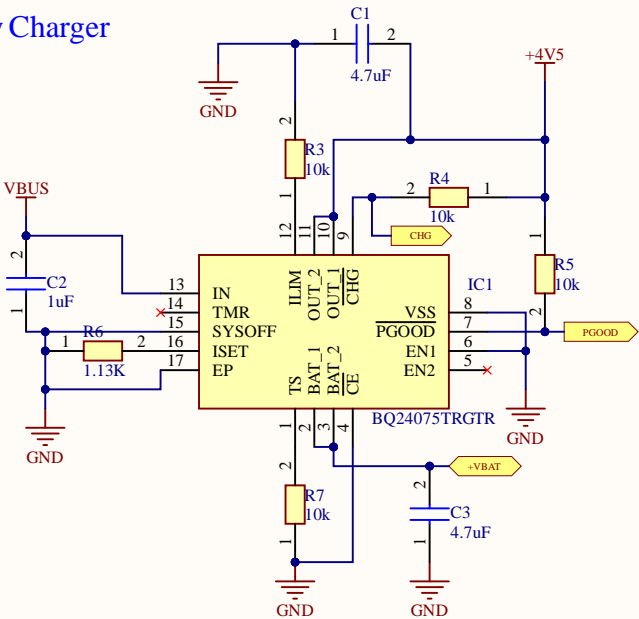 Charger
C1
1 2
4.7uF
GND
+4V5
2
R3
10k
1
R4
2 1
10k
CHG
VBUS
2
C2
1uF
1
12
11
10
9
ILIM
OUT_2
OUT_1
CHG
1
R5
10k
2
IC1
13 IN
14 TMR
15 SYSOFF
16 ISET
17 EP
VSS 8
PGOOD 7
EN1 6
EN2 5
PGOOD
R6
1 2
1.13K
GND
TS
BAT_1
BAT_2
CE
1
2
3
4
BQ24075TRGTR
GND
2
R7
10k
1
GND
+VBAT
2
C3
4.7uF
1
GND